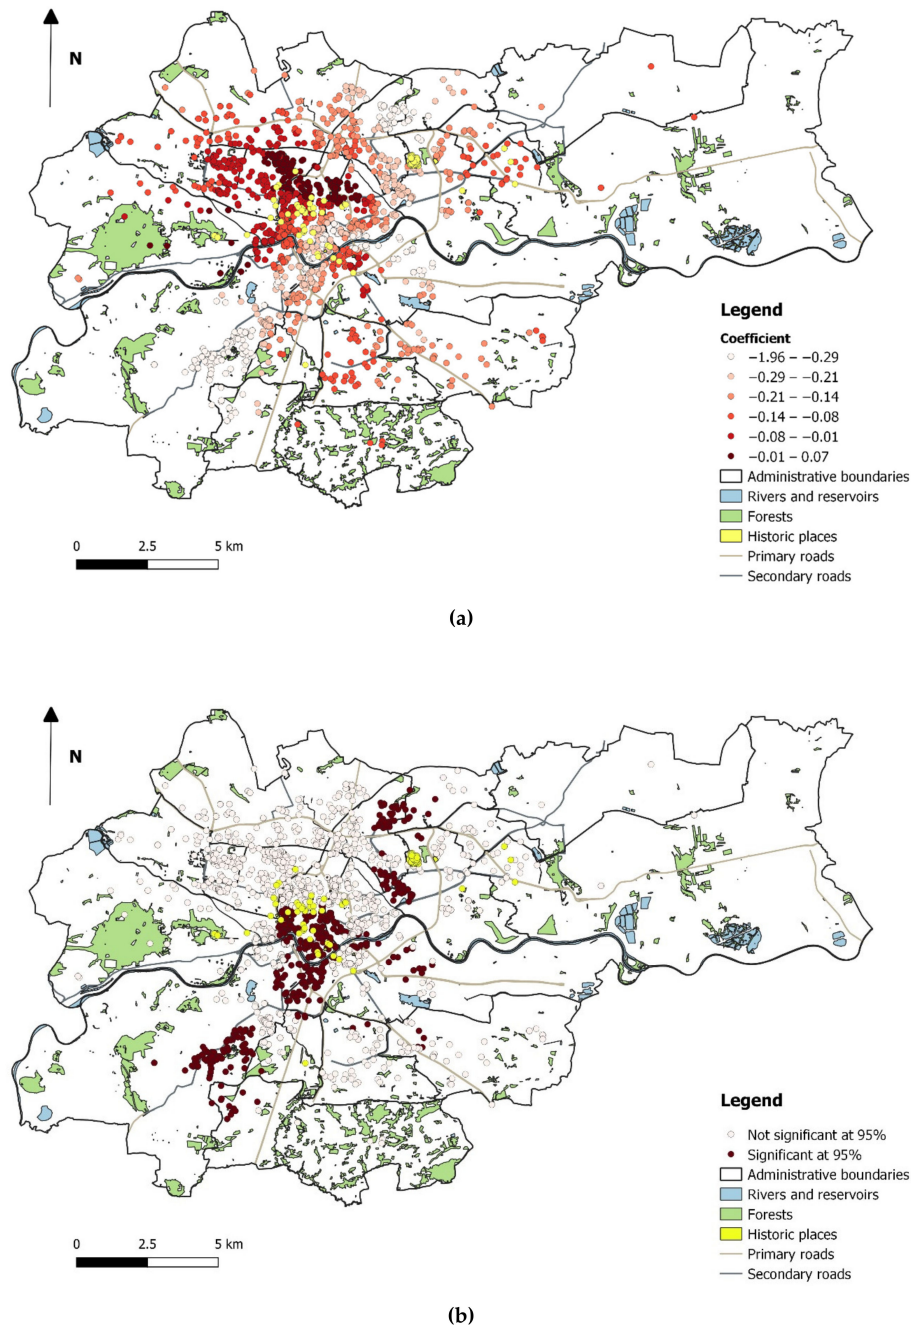 N
Legend
Coefficient
−1.96 – −0.29
−0.29 – −0.21
−0.21 – −0.14
−0.14 – −0.08
−0.08 – −0.01
−0.01 – 0.07
Administrative boundaries
Rivers and reservoirs
Forests
Historic places
Primary roads
Secondary roads
0 2.5 5 km
(a)
N
Legend
Not significant at 95%
Significant at 95%
Administrative boundaries
Rivers and reservoirs
Forests
Historic places
Primary roads
Secondary roads
0 2.5 5 km
(b)